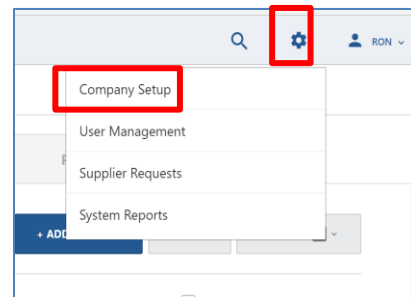 RON
Company Setup
User Management
Supplier Requests
System Reports
+ ADD